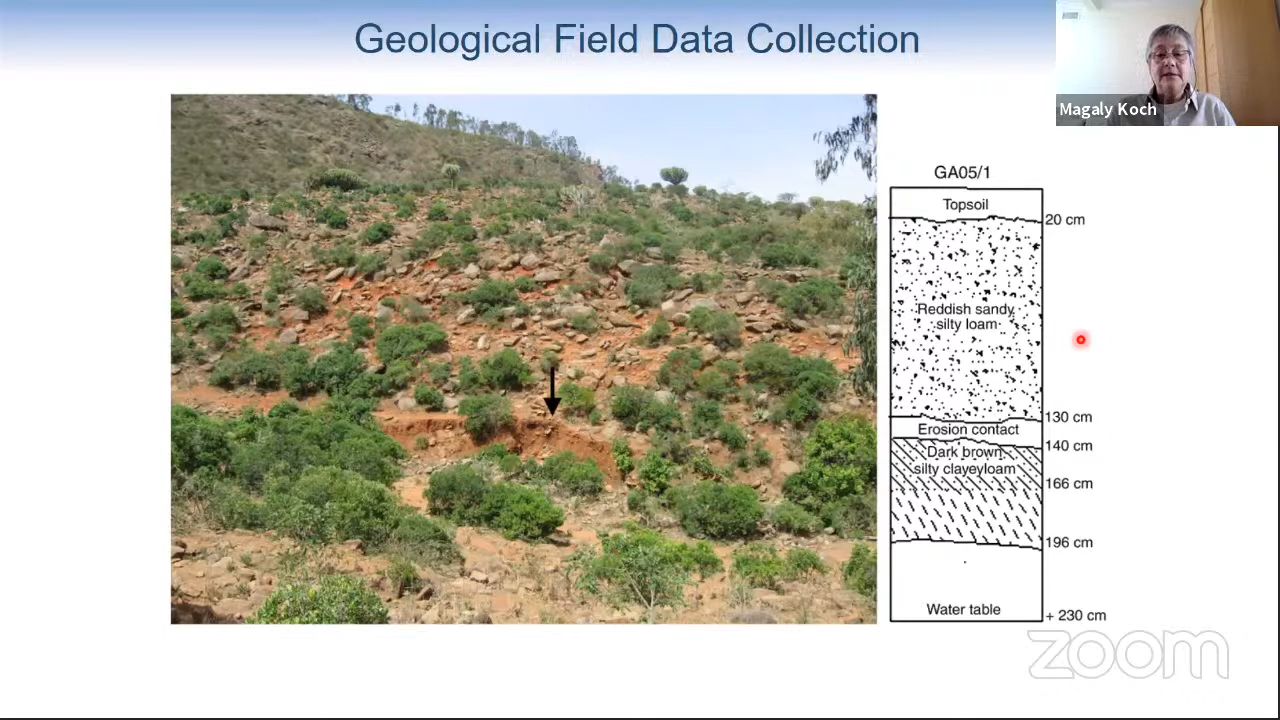 Geological Field Data Collection
Magaly Koch
GA05/1
Topsoil
20 cm
Reddish sandy
silty loam
130 cm
Erosion contact
140 cm
Dark brown
silty clayeyloam
166 cm
196 cm
Water table
+ 230 cm
zoom